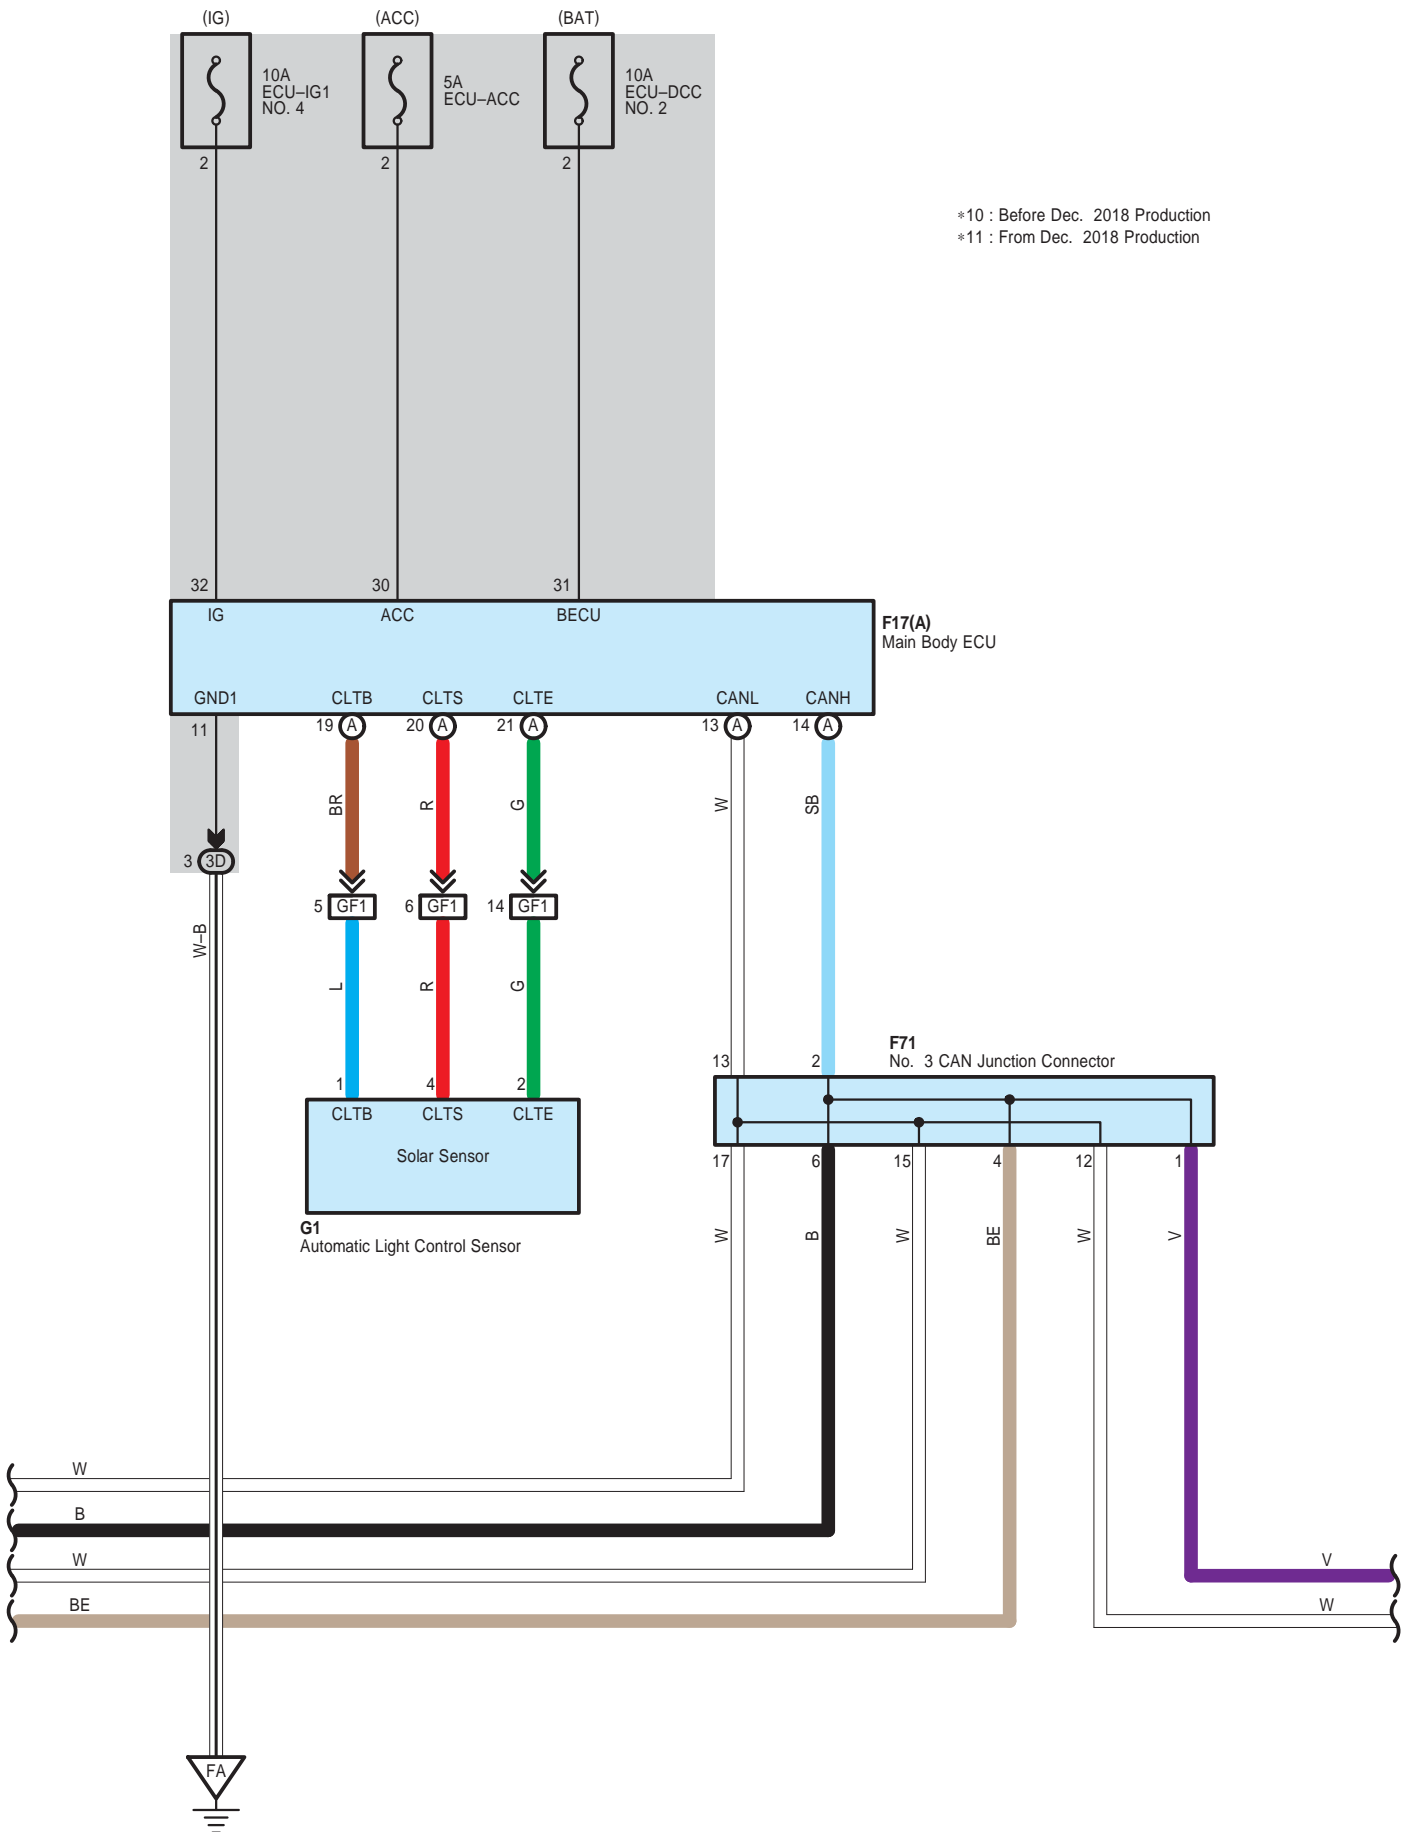 (IG) (ACC) (BAT)
10A
ECU–IG1
NO. 4
5A
ECU–ACC
10A
ECU–DCC
NO. 2
2 2 2
∗10 : Before Dec. 2018 Production
∗11 : From Dec. 2018 Production
32 30 31
IG ACC BECU
F17(A)
Main Body ECU
GND1 CLTB CLTS CLTE CANL CANH
11 19 A 20 A 21 A 13 A 14 A
BR R G W SB
3 3D
5 GF1 6 GF1 14 GF1
W–B
L R G
F71
No. 3 CAN Junction Connector
13 2
1 4 2
CLTB CLTS CLTE
Solar Sensor
17 6 15 4 12 1
G1
Automatic Light Control Sensor
W B W BE W V
W
B
W
V
BE
W
FA